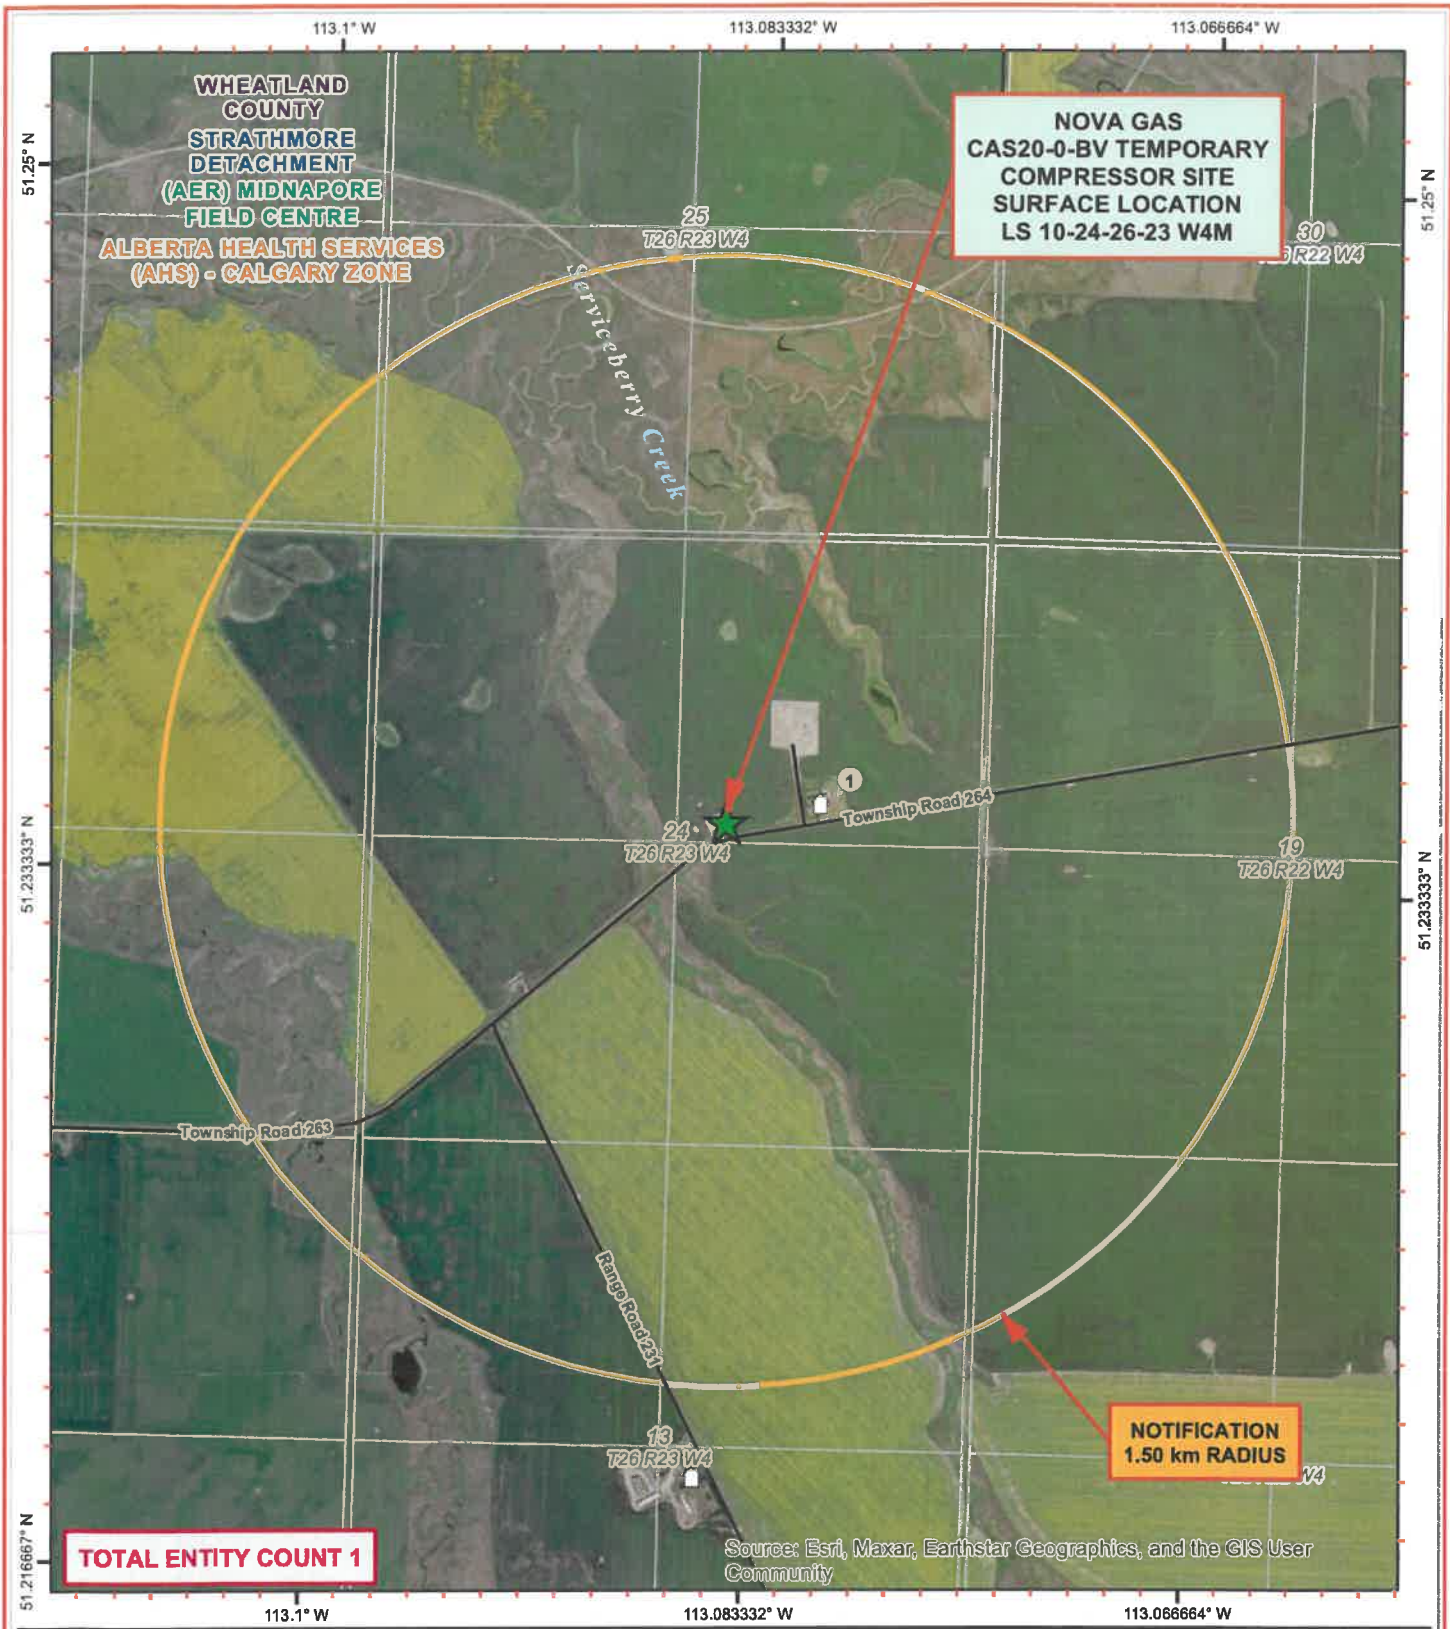 113.1° W
113.083332° W
113.066664° W
51.25° N
51.25° N
WHEATLAND
COUNTY
STRATHMORE
DETACHMENT
(AER) MIDNAPORE
FIELD CENTRE
ALBERTA HEALTH SERVICES
(AHS) - CALGARY ZONE
NOVA GAS
CAS20-0-BV TEMPORARY
COMPRESSOR SITE
SURFACE LOCATION
LS 10-24-26-23 W4M
25
T26 R23 W4
30
R22 W4
Serviceberry Creek
1
Township Road 264
24
T26 R23 W4
19
T26 R22 W4
51.233333° N
51.233333° N
Township Road 263
Range Road 231
13
T26 R23 W4
NOTIFICATION
1.50 km RADIUS
W4
TOTAL ENTITY COUNT 1
Source: Esri, Maxar, Earthstar Geographics, and the GIS User
Community
51.216667° N
113.1° W
113.083332° W
113.066664° W